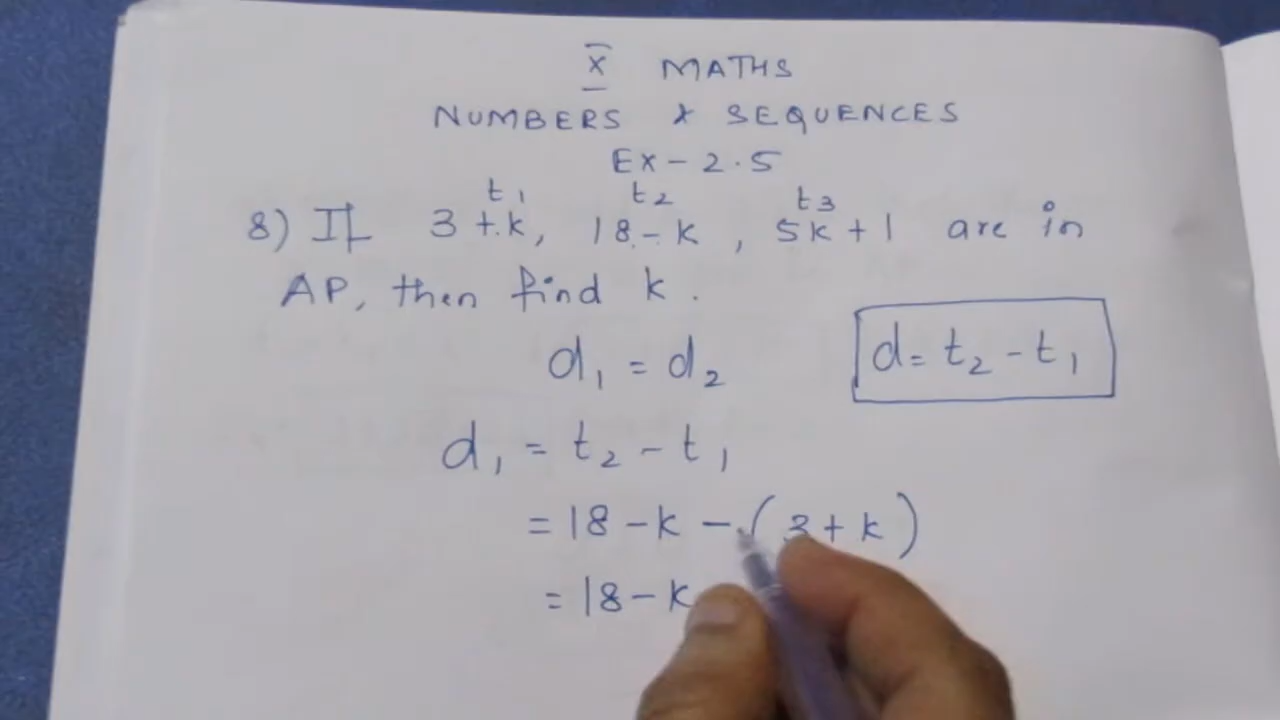 X MATHS
NUMBERS & SEQUENCES
Ex - 2.5
t1 t2 t3
8) If 3 + k, 18 - k, 5k + 1 are in
AP, then find k.
d1 = d2
d = t2 - t1
d1 = t2 - t1
= 18 - k - (3 + k)
= 18 - k